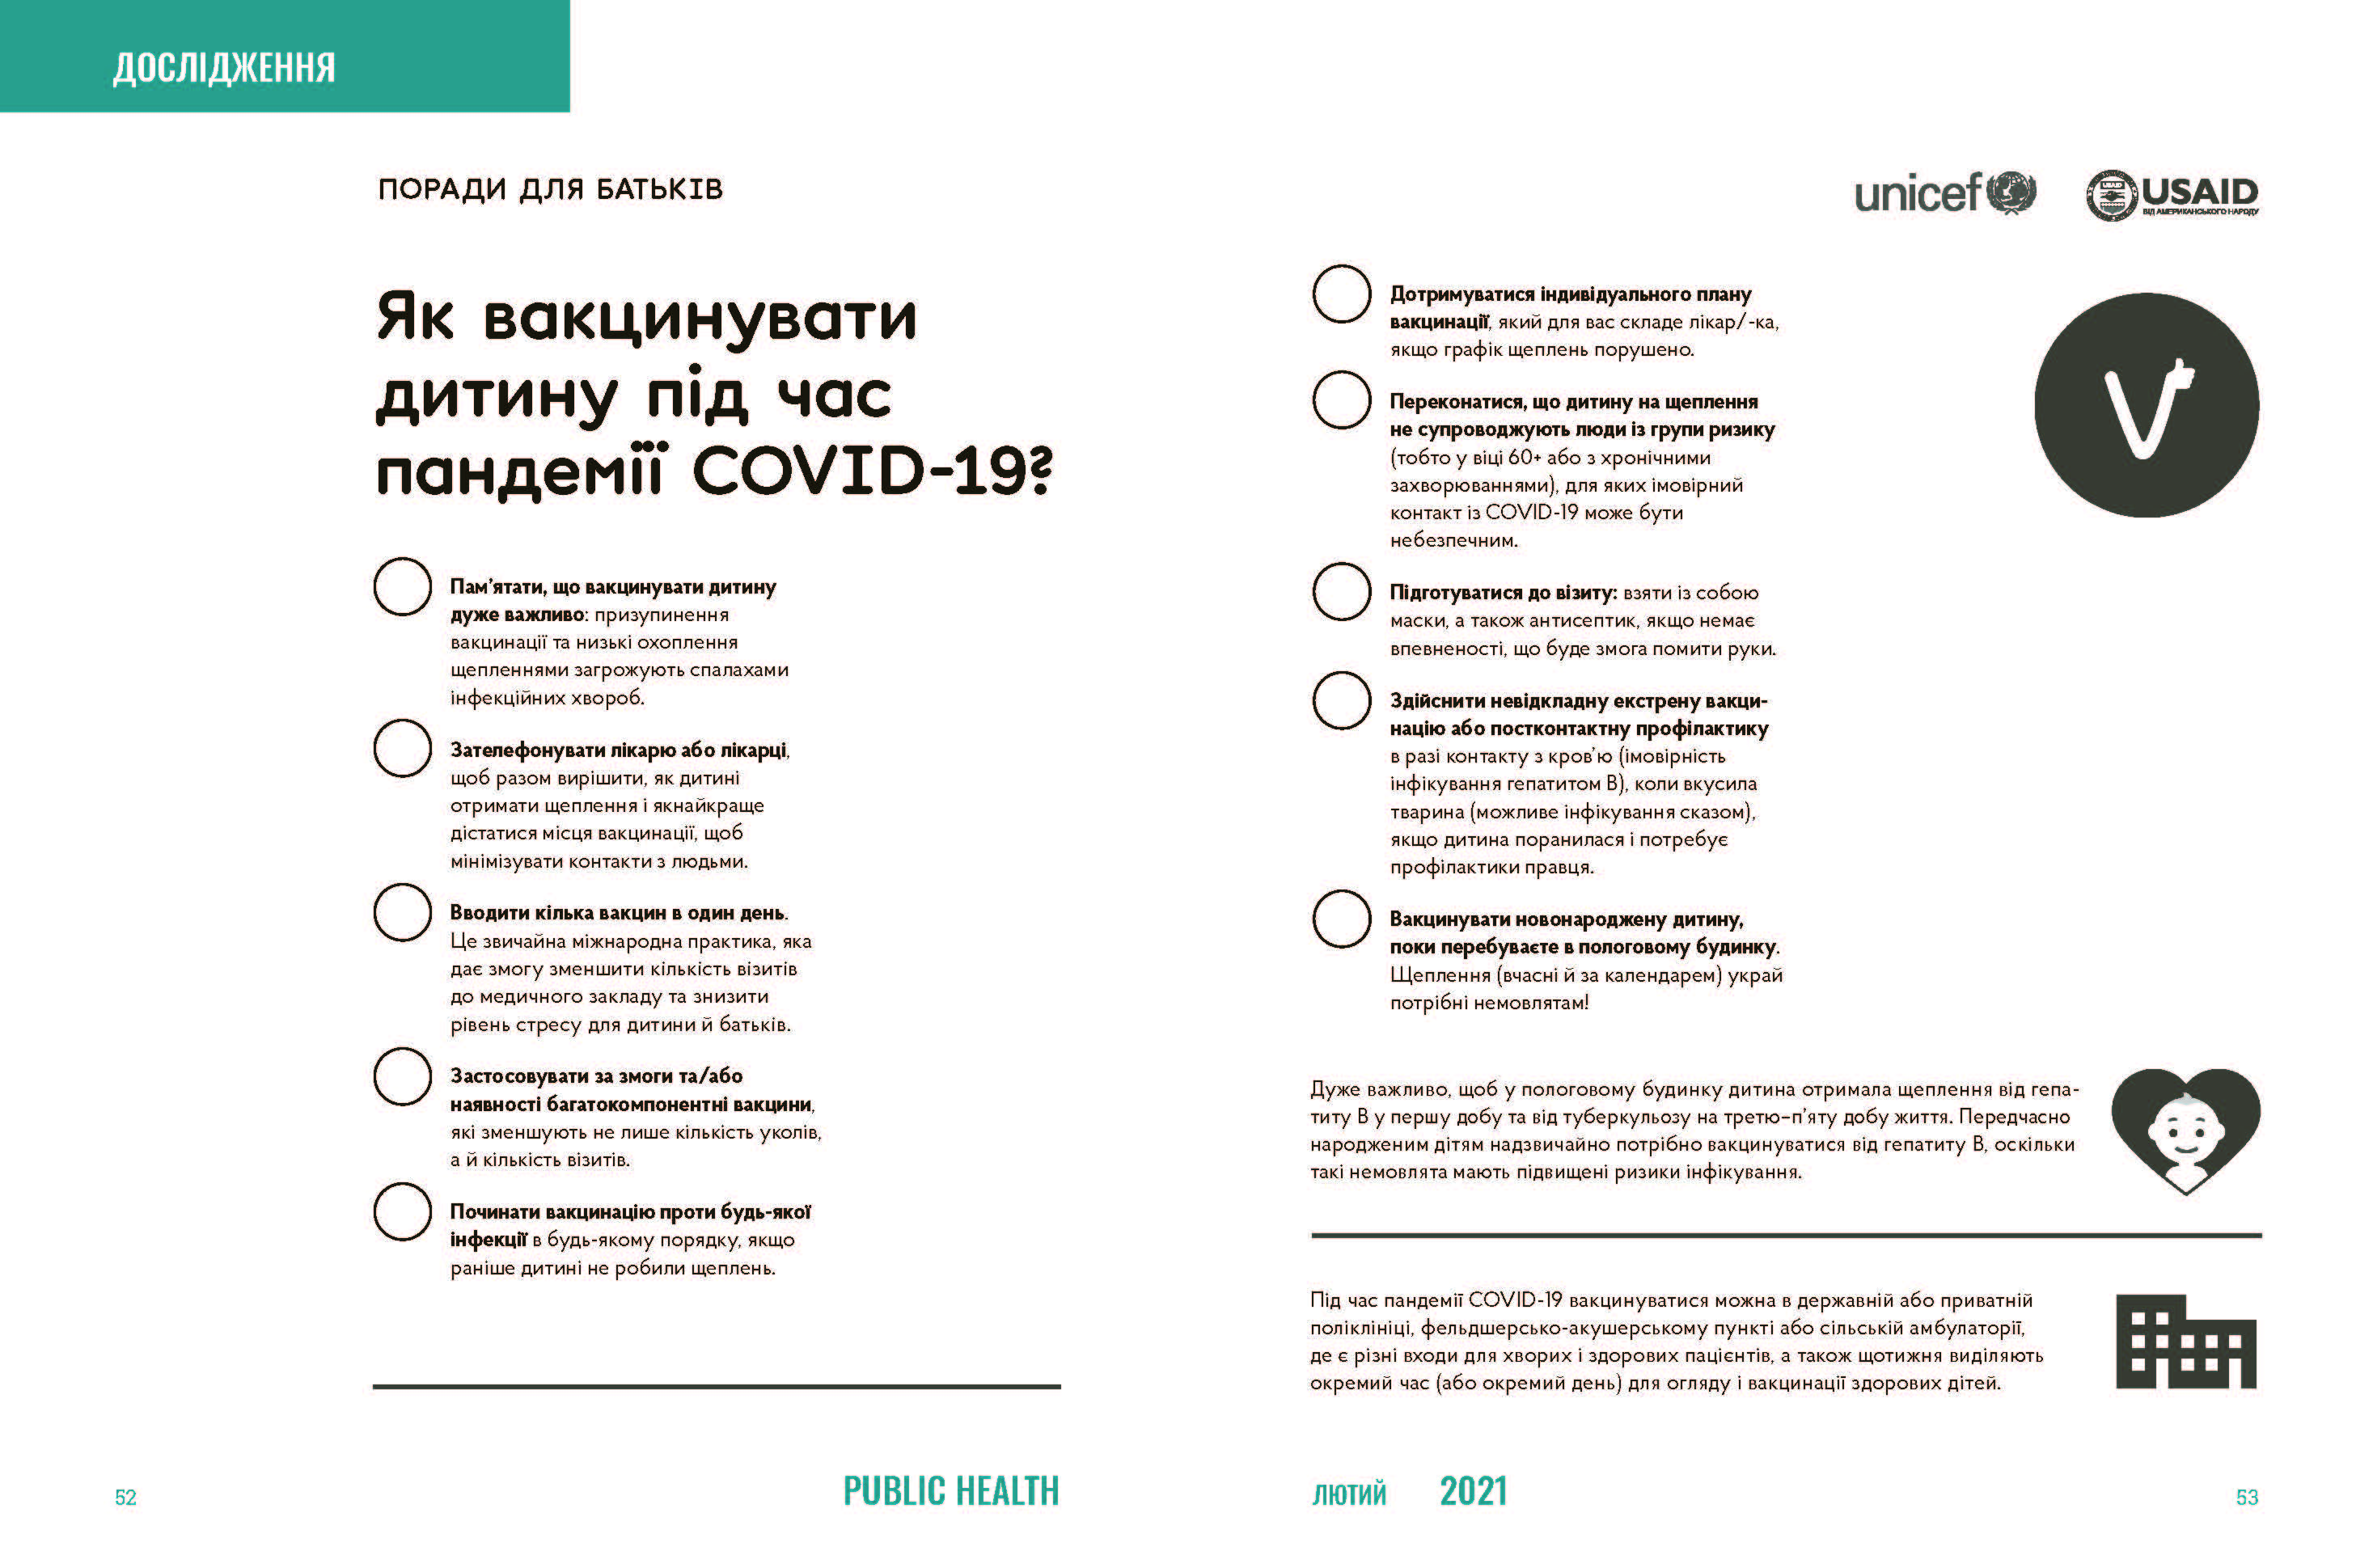 ДОСЛІДЖЕННЯ
ПОРАДИ ДЛЯ БАТЬКІВ
Як вакцинувати
дитину під час
пандемії COVID-19?
Пам'ятати, що вакцинувати дитину
дуже важливо: призупинення
вакцинації та низькі охоплення
щепленнями загрожують спалахами
інфекційних хвороб.
Зателефонувати лікарю або лікарці,
щоб разом вирішити, як дитині
отримати щеплення і якнайкраще
дістатися місця вакцинації, щоб
мінімізувати контакти з людьми.
Вводити кілька вакцин в один день.
Це звичайна міжнародна практика, яка
дає змогу зменшити кількість візитів
до медичного закладу та знизити
рівень стресу для дитини й батьків.
Застосовувати за змоги та/або
наявності багатокомпонентні вакцини,
які зменшують не лише кількість уколів,
а й кількість візитів.
Починати вакцинацію проти будь-якої
інфекції в будь-якому порядку, якщо
раніше дитині не робили щеплень.
52
PUBLIC HEALTH
unicef
USAID
USAID
ВІД АМЕРИКАНСЬКОГО НАРОДУ
Дотримуватися індивідуального плану
вакцинації, який для вас складе лікар/-ка,
якщо графік щеплень порушено.
Переконатися, що дитину на щеплення
не супроводжують люди із групи ризику
(тобто у віці 60+ або з хронічними
захворюваннями), для яких імовірний
контакт із COVID-19 може бути
небезпечним.
Підготуватися до візиту: взяти із собою
маски, а також антисептик, якщо немає
впевненості, що буде змога помити руки.
Здійснити невідкладну екстрену вакци-
націю або постконтактну профілактику
в разі контакту з кров'ю (імовірність
інфікування гепатитом В), коли вкусила
тварина (можливе інфікування сказом),
якщо дитина поранилася і потребує
профілактики правця.
Вакцинувати новонароджену дитину,
поки перебуваєте в пологовому будинку.
Щеплення (вчасні й за календарем) украй
потрібні немовлятам!
Дуже важливо, щоб у пологовому будинку дитина отримала щеплення від гепа-
титу В у першу добу та від туберкульозу на третю–п'яту добу життя. Передчасно
народженим дітям надзвичайно потрібно вакцинуватися від гепатиту В, оскільки
такі немовлята мають підвищені ризики інфікування.
Під час пандемії COVID-19 вакцинуватися можна в державній або приватній
поліклініці, фельдшерсько-акушерському пункті або сільській амбулаторії,
де є різні входи для хворих і здорових пацієнтів, а також щотижня виділяють
окремий час (або окремий день) для огляду і вакцинації здорових дітей.
ЛЮТИЙ 2021
53